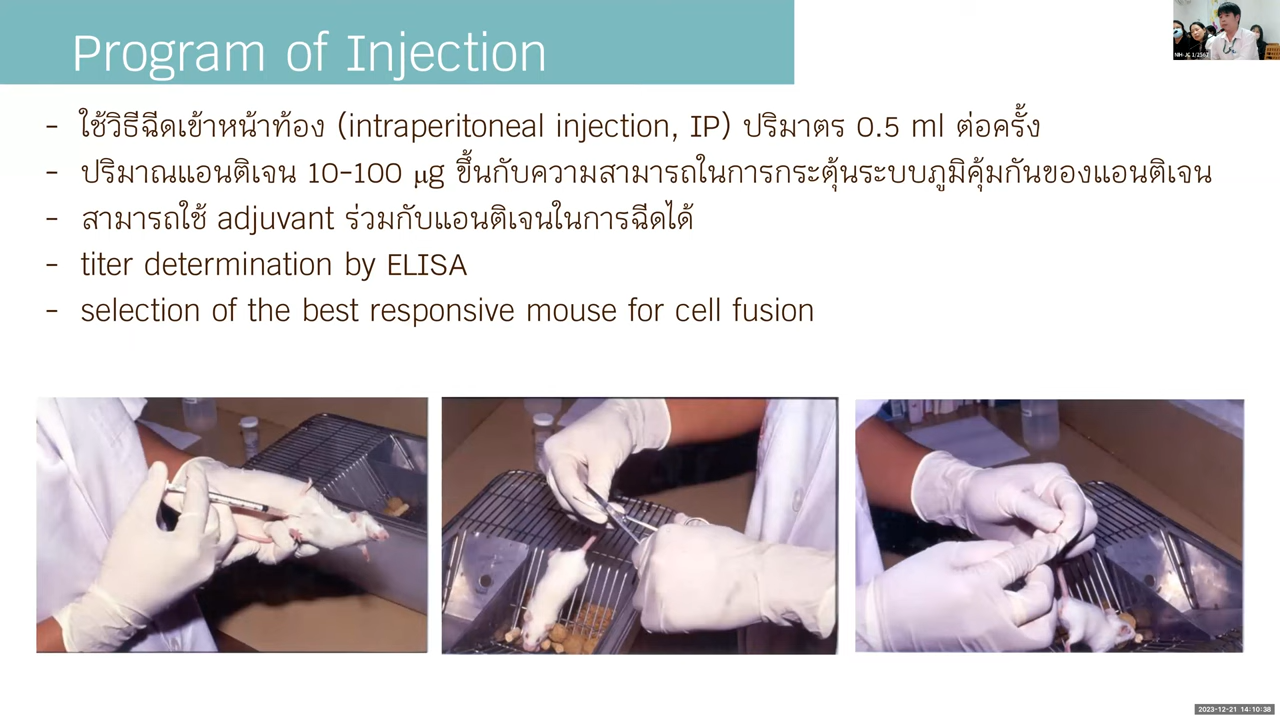 Program of Injection
NIH-JC 1/2567
- ใช้วิธีฉีดเข้าหน้าท้อง (intraperitoneal injection, IP) ปริมาตร 0.5 ml ต่อครั้ง
- ปริมาณแอนติเจน 10-100 µg ขึ้นกับความสามารถในการกระตุ้นระบบภูมิคุ้มกันของแอนติเจน
- สามารถใช้ adjuvant ร่วมกับแอนติเจนในการฉีดได้
- titer determination by ELISA
- selection of the best responsive mouse for cell fusion
2023-12-21 14:10:38